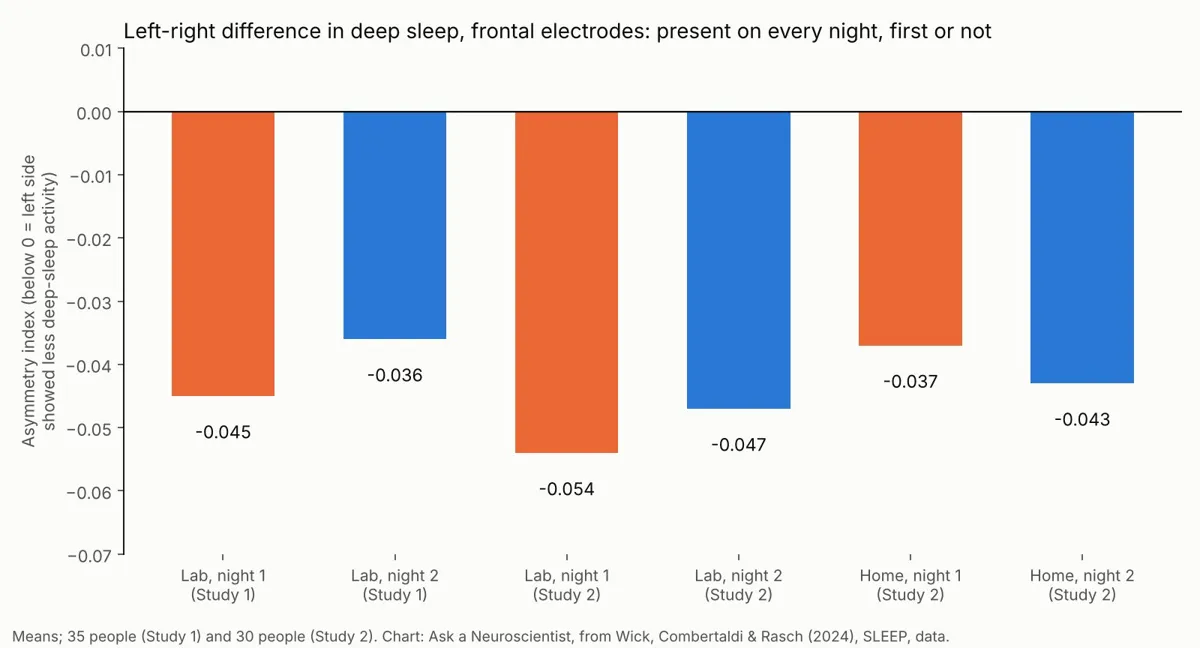 Left-right difference in deep sleep, frontal electrodes: present on every night, first or not
0.01
0.00
−0.01
−0.02
−0.03
−0.04
−0.05
−0.06
−0.07
Asymmetry index (below 0 = left side
showed less deep-sleep activity)
-0.045
-0.036
-0.054
-0.047
-0.037
-0.043
Lab, night 1
(Study 1)
Lab, night 2
(Study 1)
Lab, night 1
(Study 2)
Lab, night 2
(Study 2)
Home, night 1
(Study 2)
Home, night 2
(Study 2)
Means; 35 people (Study 1) and 30 people (Study 2). Chart: Ask a Neuroscientist, from Wick, Combertaldi & Rasch (2024), SLEEP, data.